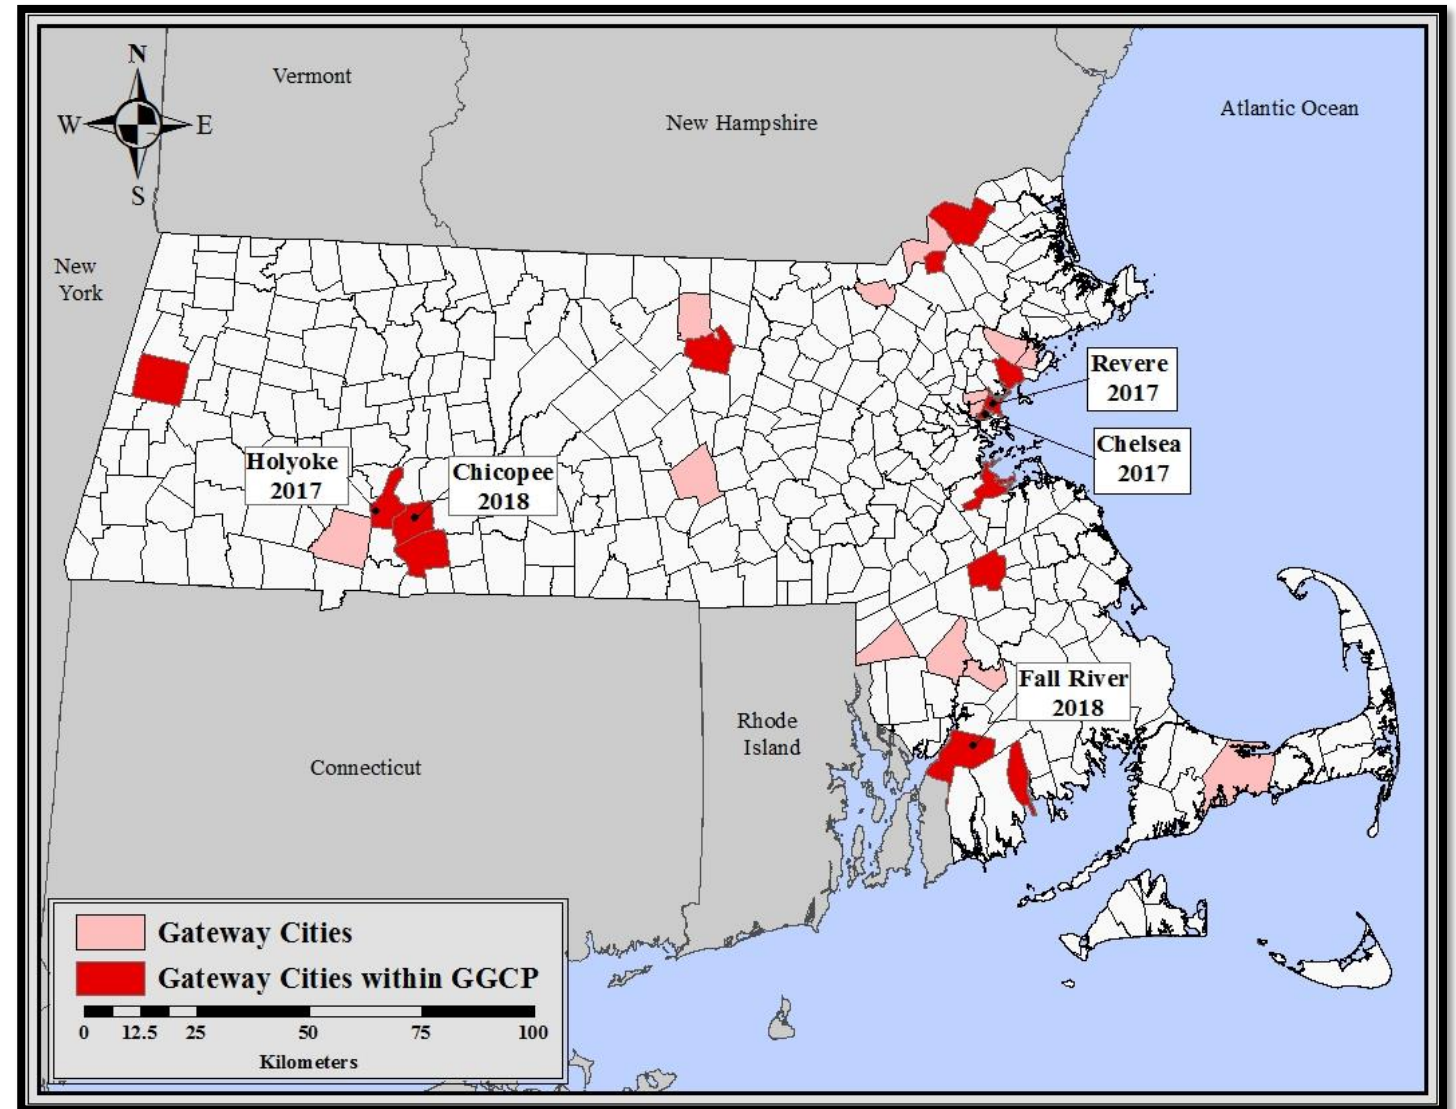 N
W
E
S
Vermont
New Hampshire
Atlantic Ocean
New
York
Revere
2017
Chelsea
2017
Holyoke
2017
Chicopee
2018
Fall River
2018
Rhode
Island
Connecticut
Gateway Cities
Gateway Cities within GGCP
0 12.5 25 50 75 100
Kilometers